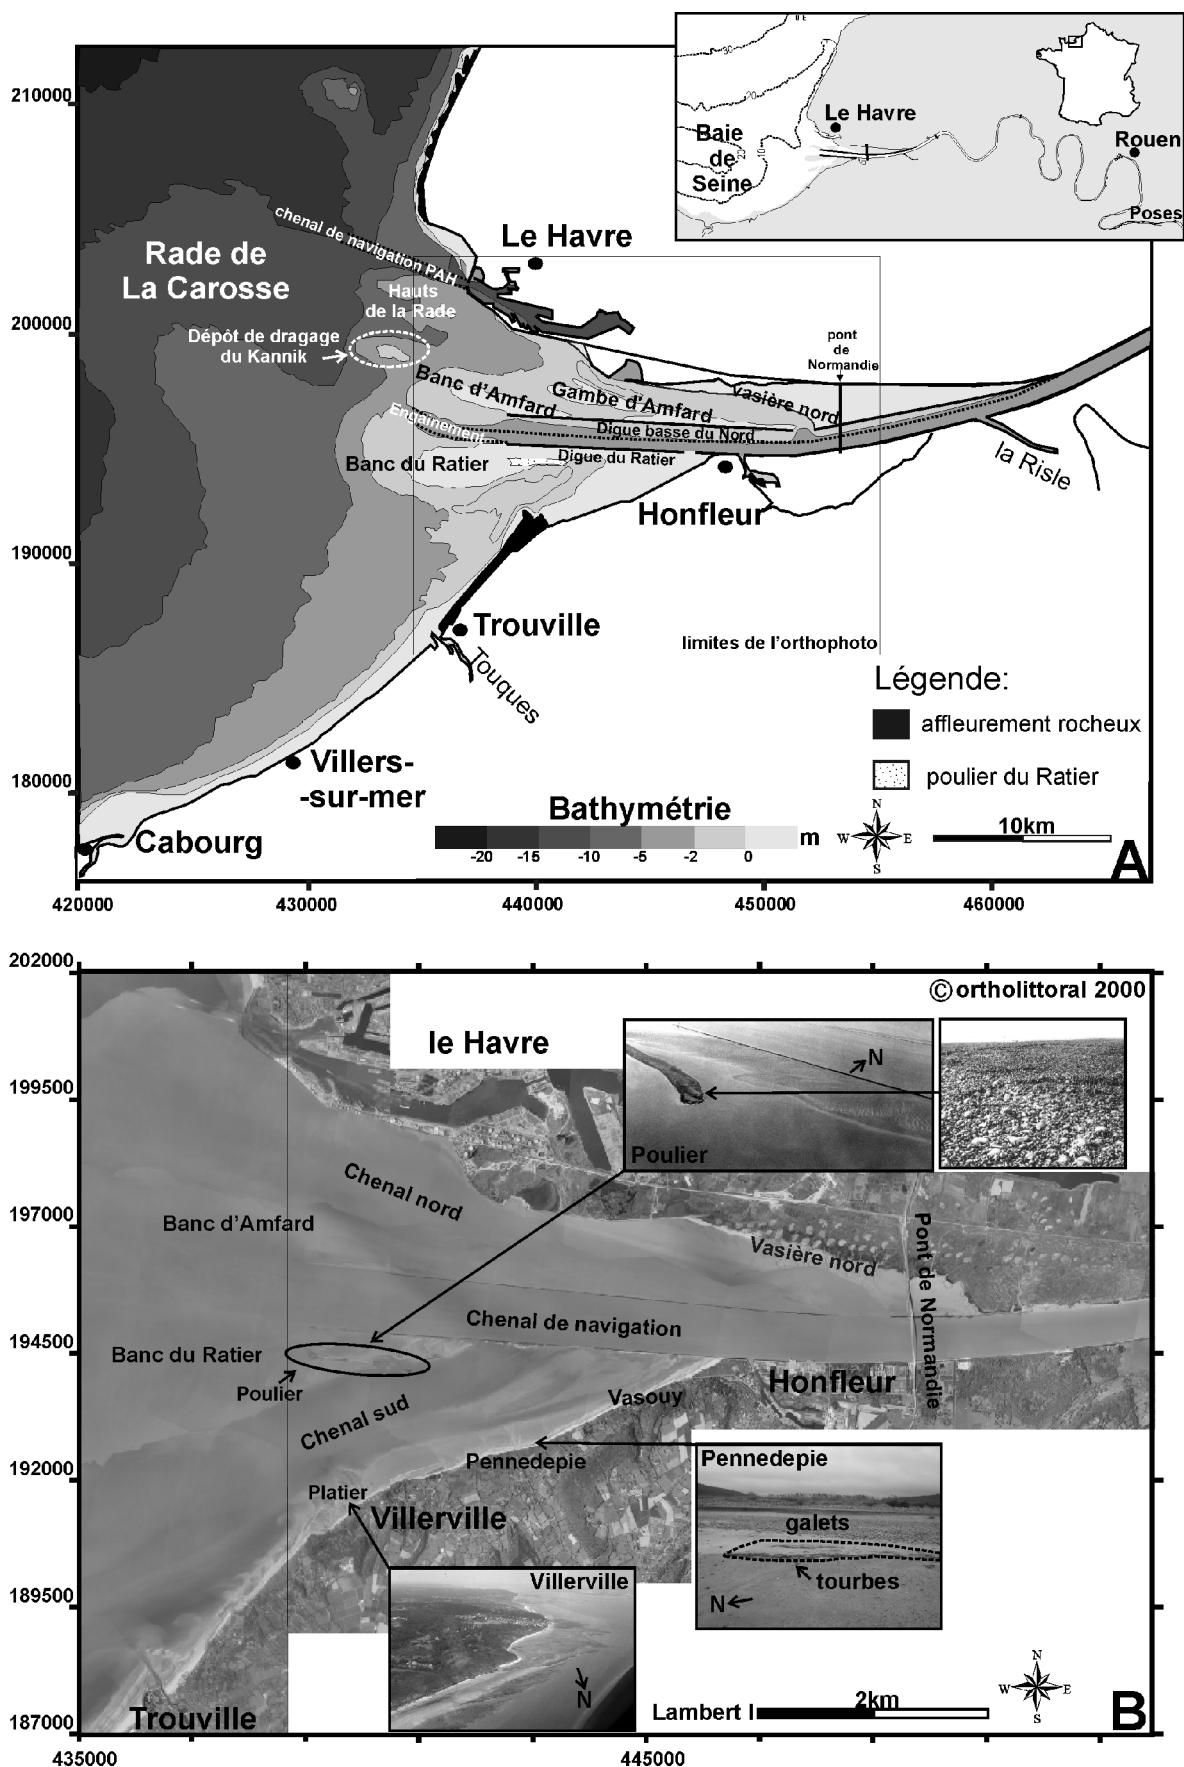 210000
200000
190000
180000
420000
430000
440000
450000
460000
Le Havre
Baie
de
Seine
Rouen
Poses
30
20
20
10
chenal de navigation PAH
Rade de
La Carosse
Le Havre
Hauts
de la Rade
Dépôt de dragage
du Kannik
pont
de
Normandie
Banc d'Amfard
Gambe d'Amfard
vasière nord
Engainement
Digue basse du Nord
Digue du Ratier
Banc du Ratier
la Risle
Honfleur
Trouville
Touques
limites de l'orthophoto
Légende:
affleurement rocheux
poulier du Ratier
Villers-
-sur-mer
Cabourg
Bathymétrie
-20 -15 -10 -5 -2 0 m
N
W E
S
10km
A
202000
199500
197000
194500
192000
189500
187000
435000
445000
© ortholittoral 2000
le Havre
N
Poulier
Chenal nord
Banc d'Amfard
Vasière nord
Pont de Normandie
Chenal de navigation
Banc du Ratier
Poulier
Honfleur
Vasouy
Chenal sud
Pennedepie
Platier
Villerville
Pennedepie
galets
tourbes
N
Villerville
N
Trouville
Lambert I
2km
N
W E
S
B